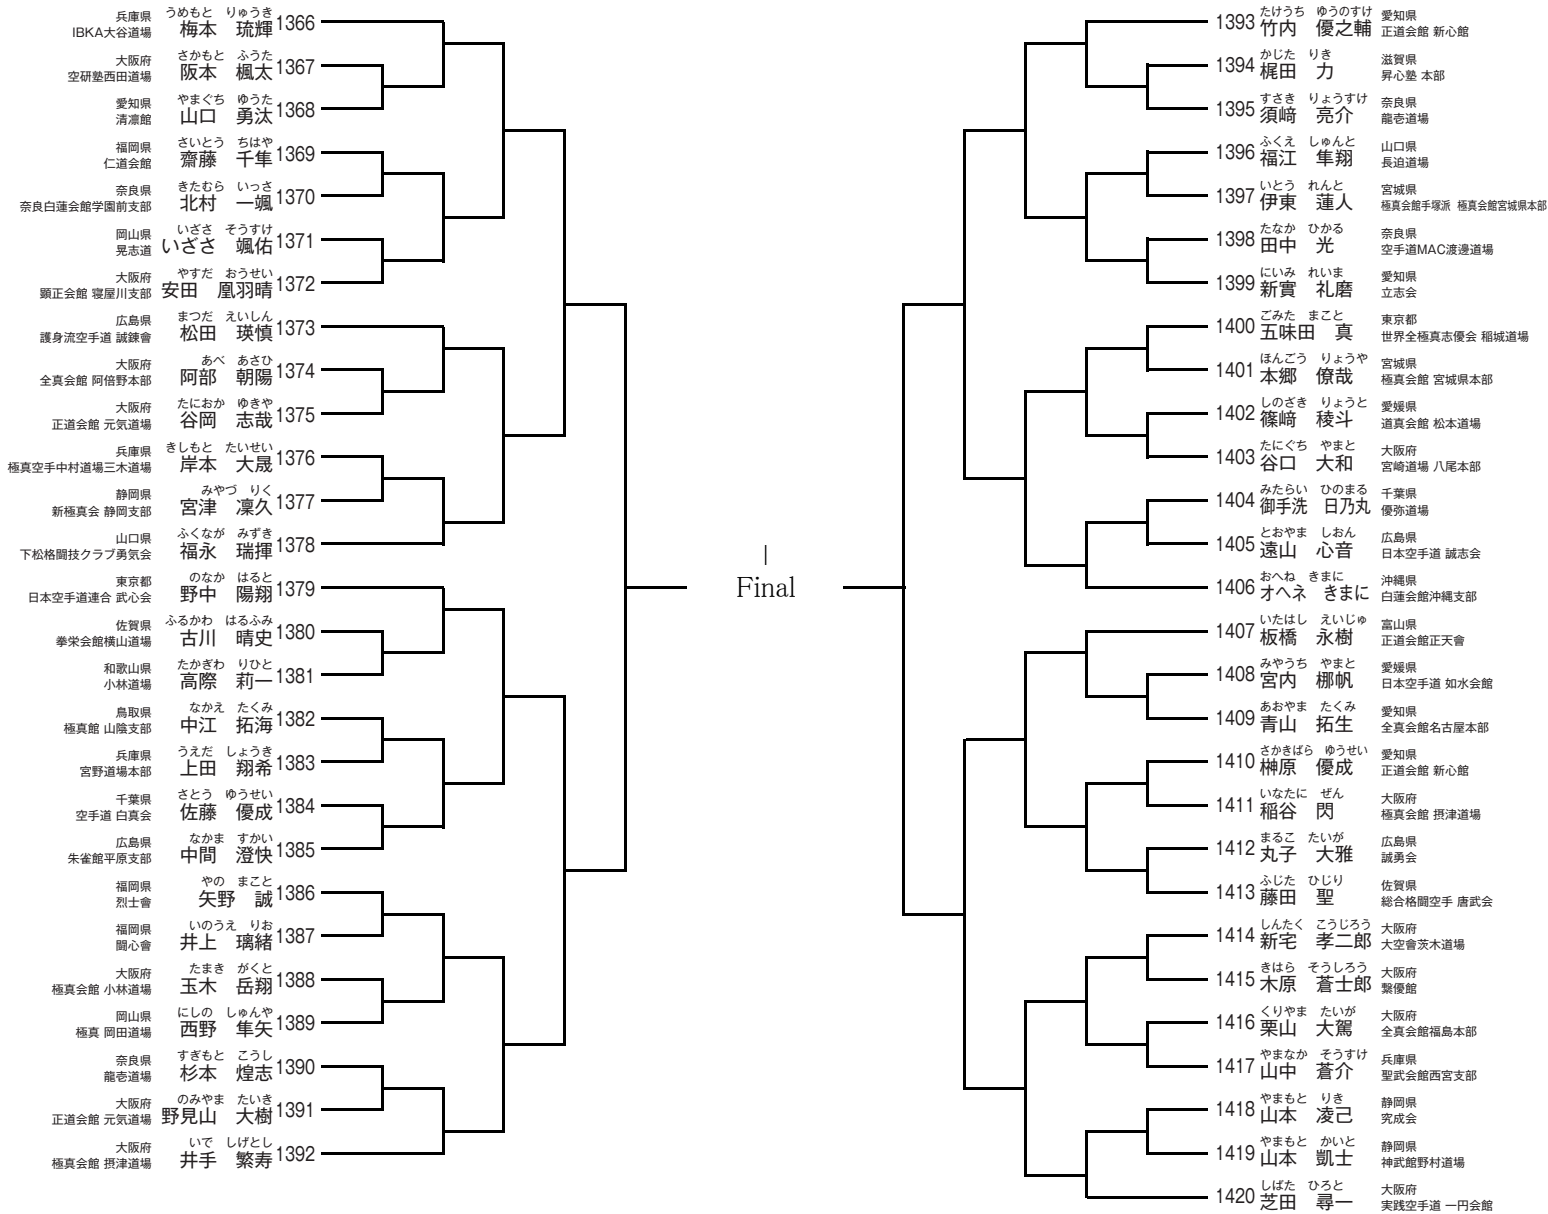 兵庫県 うめもと りゅうき
IBKA大谷道場 梅本 琉輝 1366
大阪府 さかもと ふうた
空研塾西田道場 阪本 楓太 1367
愛知県 やまぐち ゆうた
清凛館 山口 勇汰 1368
福岡県 さいとう ちはや
仁道会館 齋藤 千隼 1369
奈良県 きたむら いっさ
奈良白蓮会館学園前支部 北村 一颯 1370
岡山県 いざさ そうすけ
晃志道 いざさ 颯佑 1371
大阪府 やすだ おうせい
顕正会館 寝屋川支部 安田 凰羽晴 1372
広島県 まつだ えいしん
護身流空手道 誠錬會 松田 瑛慎 1373
大阪府 あべ あさひ
全真会館 阿倍野本部 阿部 朝陽 1374
大阪府 たにおか ゆきや
正道会館 元気道場 谷岡 志哉 1375
兵庫県 きしもと たいせい
極真空手中村道場三木道場 岸本 大晟 1376
静岡県 みやづ りく
新極真会 静岡支部 宮津 凜久 1377
山口県 ふくなが みずき
下松格闘技クラブ勇気会 福永 瑞揮 1378
東京都 のなか はると
日本空手道連合 武心会 野中 陽翔 1379
佐賀県 ふるかわ はるふみ
拳栄会館横山道場 古川 晴史 1380
和歌山県 たかぎわ りひと
小林道場 高際 莉一 1381
鳥取県 なかえ たくみ
極真館 山陰支部 中江 拓海 1382
兵庫県 うえだ しょうき
宮野道場本部 上田 翔希 1383
千葉県 さとう ゆうせい
空手道 白真会 佐藤 優成 1384
広島県 なかま すかい
朱雀館平原支部 中間 澄快 1385
福岡県 やの まこと
烈士會 矢野 誠 1386
福岡県 いのうえ りお
闘心會 井上 璃緒 1387
大阪府 たまき がくと
極真会館 小林道場 玉木 岳翔 1388
岡山県 にしの しゅんや
極真 岡田道場 西野 隼矢 1389
奈良県 すぎもと こうし
龍壱道場 杉本 煌志 1390
大阪府 のみやま たいき
正道会館 元気道場 野見山 大樹 1391
大阪府 いで しげとし
極真会館 摂津道場 井手 繁寿 1392
Final
たけうち ゆうのすけ 愛知県
1393 竹内 優之輔 正道会館 新心館
かじた りき 滋賀県
1394 梶田 力 昇心塾 本部
すさき りょうすけ 奈良県
1395 須﨑 亮介 龍壱道場
ふくえ しゅんと 山口県
1396 福江 隼翔 長迫道場
いとう れんと 宮城県
1397 伊東 蓮人 極真会館手塚派 極真会館宮城県本部
たなか ひかる 奈良県
1398 田中 光 空手道MAC渡邊道場
にいみ れいま 愛知県
1399 新實 礼磨 立志会
ごみた まこと 東京都
1400 五味田 真 世界全極真志優会 稲城道場
ほんごう りょうや 宮城県
1401 本郷 僚哉 極真会館 宮城県本部
しのざき りょうと 愛媛県
1402 篠﨑 稜斗 道真会館 松本道場
たにぐち やまと 大阪府
1403 谷口 大和 宮崎道場 八尾本部
みたらい ひのまる 千葉県
1404 御手洗 日乃丸 優弥道場
とおやま しおん 広島県
1405 遠山 心音 日本空手道 誠志会
おへね きまに 沖縄県
1406 オヘネ きまに 白蓮会館沖縄支部
いたはし えいじゅ 富山県
1407 板橋 永樹 正道会館正天會
みやうち やまと 愛媛県
1408 宮内 梛帆 日本空手道 如水会館
あおやま たくみ 愛知県
1409 青山 拓生 全真会館名古屋本部
さかきばら ゆうせい 愛知県
1410 榊原 優成 正道会館 新心館
いなたに ぜん 大阪府
1411 稲谷 閃 極真会館 摂津道場
まるこ たいが 広島県
1412 丸子 大雅 誠勇会
ふじた ひじり 佐賀県
1413 藤田 聖 総合格闘空手 唐武会
しんたく こうじろう 大阪府
1414 新宅 孝二郎 大空會茨木道場
きはら そうしろう 大阪府
1415 木原 蒼士郎 繋優館
くりやま たいが 大阪府
1416 栗山 大駕 全真会館福島本部
やまなか そうすけ 兵庫県
1417 山中 蒼介 聖武会館西宮支部
やまもと りき 静岡県
1418 山本 凌己 究成会
やまもと かいと 静岡県
1419 山本 凱士 神武館野村道場
しばた ひろと 大阪府
1420 芝田 尋一 実践空手道 一円会館